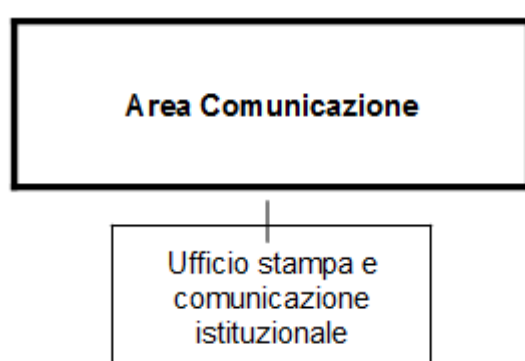 Area Comunicazione
Ufficio stampa e
comunicazione
istituzionale